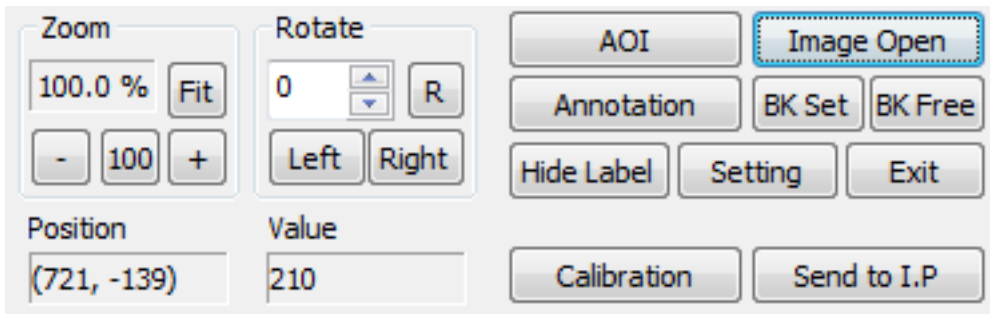 Zoom
100.0 %
Fit
-
100
+
Rotate
0
R
Left
Right
AOI
Image Open
Annotation
BK Set
BK Free
Hide Label
Setting
Exit
Position
(721, -139)
Value
210
Calibration
Send to I.P